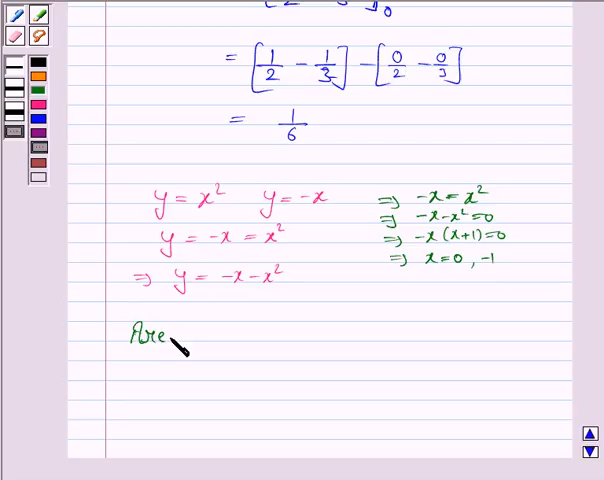 = [1/2 - 1/3] - [0/2 - 0/3]
= 1/6
y = x² y = -x
y = -x = x²
⇒ y = -x - x²
⇒ -x = x²
⇒ -x - x² = 0
⇒ -x(x+1) = 0
⇒ x = 0, -1
Are